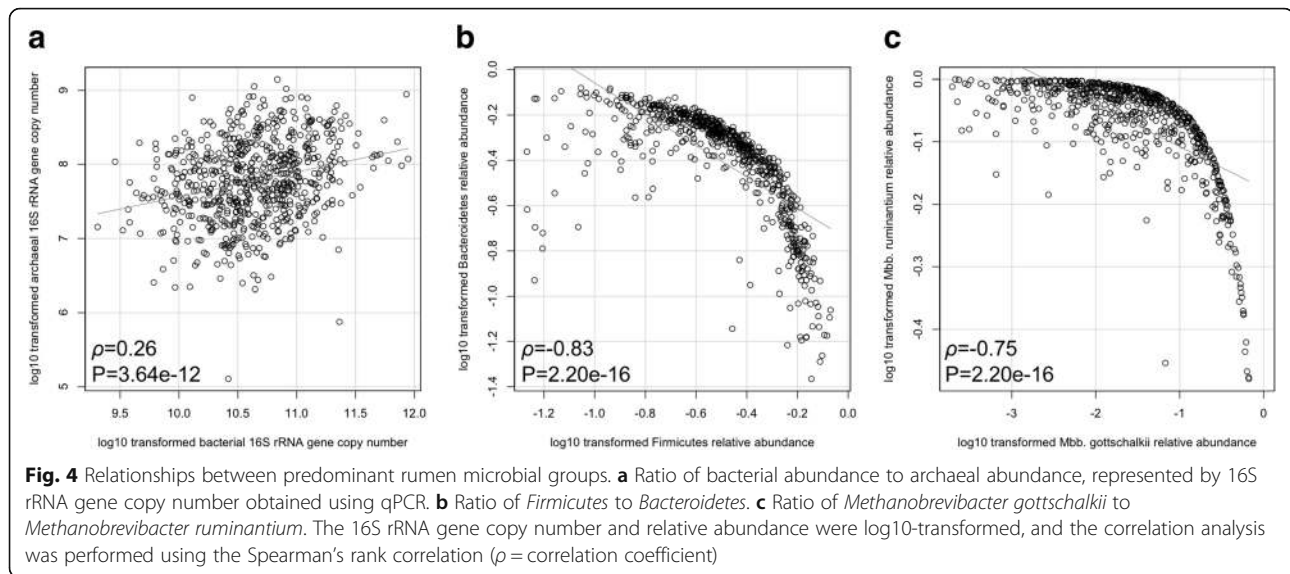 a
b
c
log10 transformed archaeal 16S rRNA gene copy number
9
8
7
6
5
ρ=0.26
P=3.64e-12
9.5 10.0 10.5 11.0 11.5 12.0
log10 transformed bacterial 16S rRNA gene copy number
log10 transformed Bacteroidetes relative abundance
0.0
-0.2
-0.4
-0.6
-0.8
-1.0
-1.2
-1.4
ρ=-0.83
P=2.20e-16
-1.2 -1.0 -0.8 -0.6 -0.4 -0.2 0.0
log10 transformed Firmicutes relative abundance
log10 transformed Mbb. ruminantium relative abundance
0.0
-0.1
-0.2
-0.3
-0.4
ρ=-0.75
P=2.20e-16
-3 -2 -1 0
log10 transformed Mbb. gottschalkii relative abundance
Fig. 4 Relationships between predominant rumen microbial groups. a Ratio of bacterial abundance to archaeal abundance, represented by 16S
rRNA gene copy number obtained using qPCR. b Ratio of Firmicutes to Bacteroidetes. c Ratio of Methanobrevibacter gottschalkii to
Methanobrevibacter ruminantium. The 16S rRNA gene copy number and relative abundance were log10-transformed, and the correlation analysis
was performed using the Spearman's rank correlation (ρ = correlation coefficient)